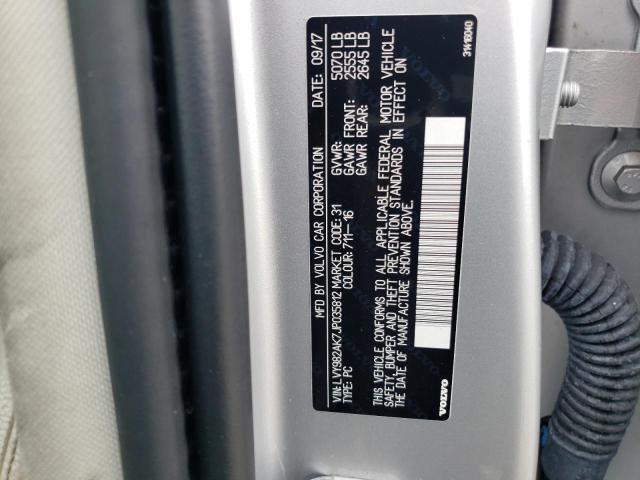 MFD BY VOLVO CAR CORPORATION DATE: 09/17
VIN: LVY982AK7JP035812 MARKET CODE: 31 GVWR: 5070 LB
TYPE: PC COLOUR: 711-16 GAWR FRONT: 2555 LB
GAWR REAR: 2645 LB
THIS VEHICLE CONFORMS TO ALL APPLICABLE FEDERAL MOTOR VEHICLE
SAFETY, BUMPER AND THEFT PREVENTION STANDARDS IN EFFECT ON
THE DATE OF MANUFACTURE SHOWN ABOVE.
VOLVO
31419040